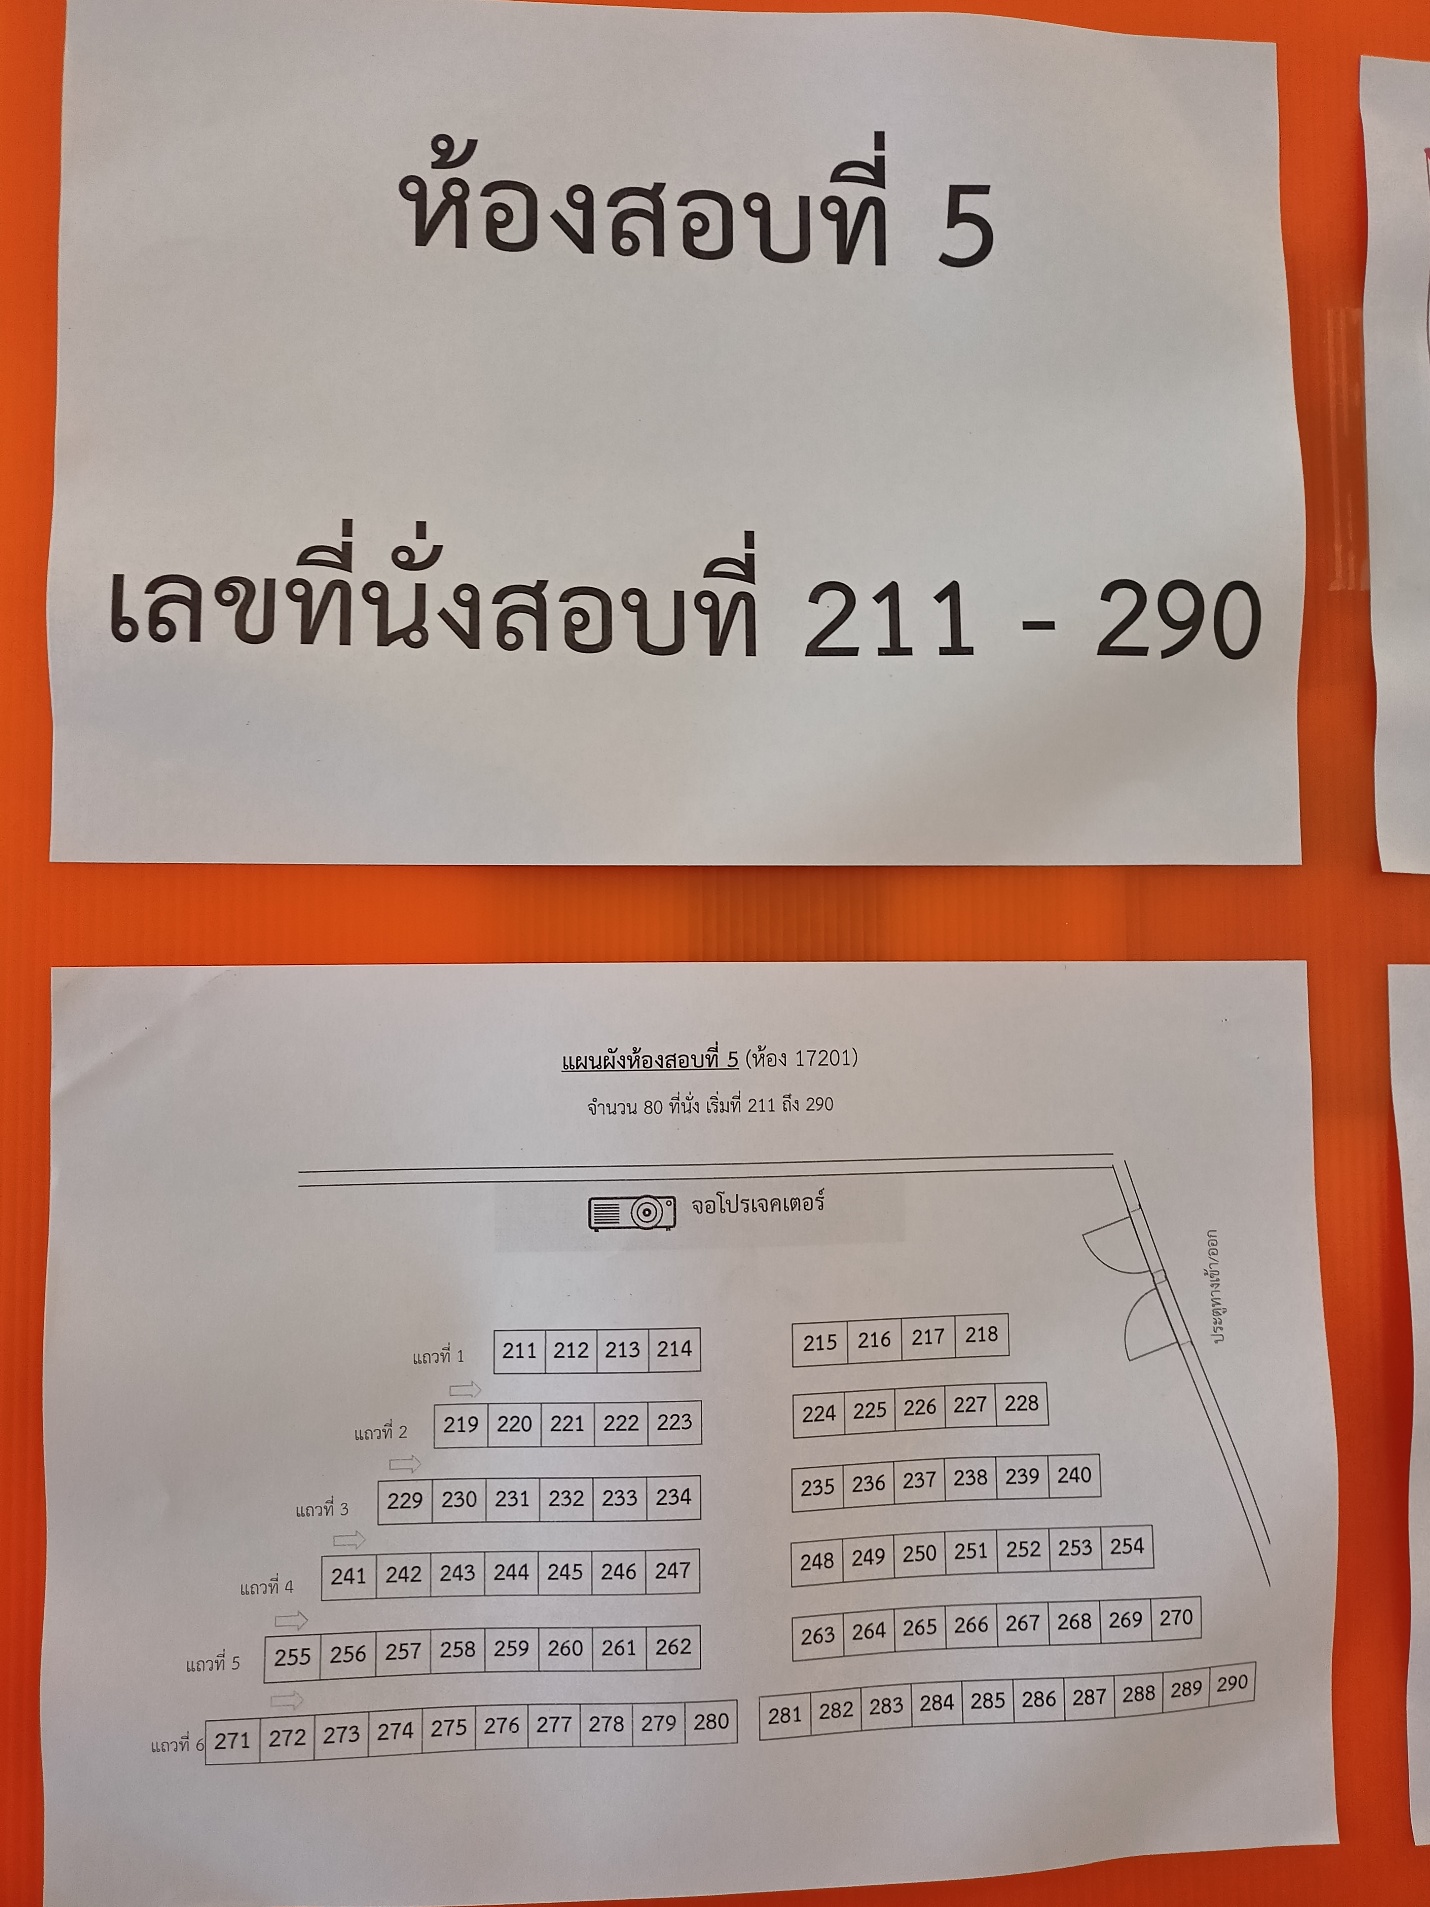 ห้องสอบที่ 5
เลขที่นั่งสอบที่ 211 - 290
แผนผังห้องสอบที่ 5 (ห้อง 17201)
จำนวน 80 ที่นั่ง เริ่มที่ 211 ถึง 290
จอโปรเจคเตอร์
ประตูทางเข้า/ออก
แถวที่ 1 211 212 213 214 215 216 217 218
แถวที่ 2 219 220 221 222 223 224 225 226 227 228
แถวที่ 3 229 230 231 232 233 234 235 236 237 238 239 240
แถวที่ 4 241 242 243 244 245 246 247 248 249 250 251 252 253 254
แถวที่ 5 255 256 257 258 259 260 261 262 263 264 265 266 267 268 269 270
แถวที่ 6 271 272 273 274 275 276 277 278 279 280 281 282 283 284 285 286 287 288 289 290